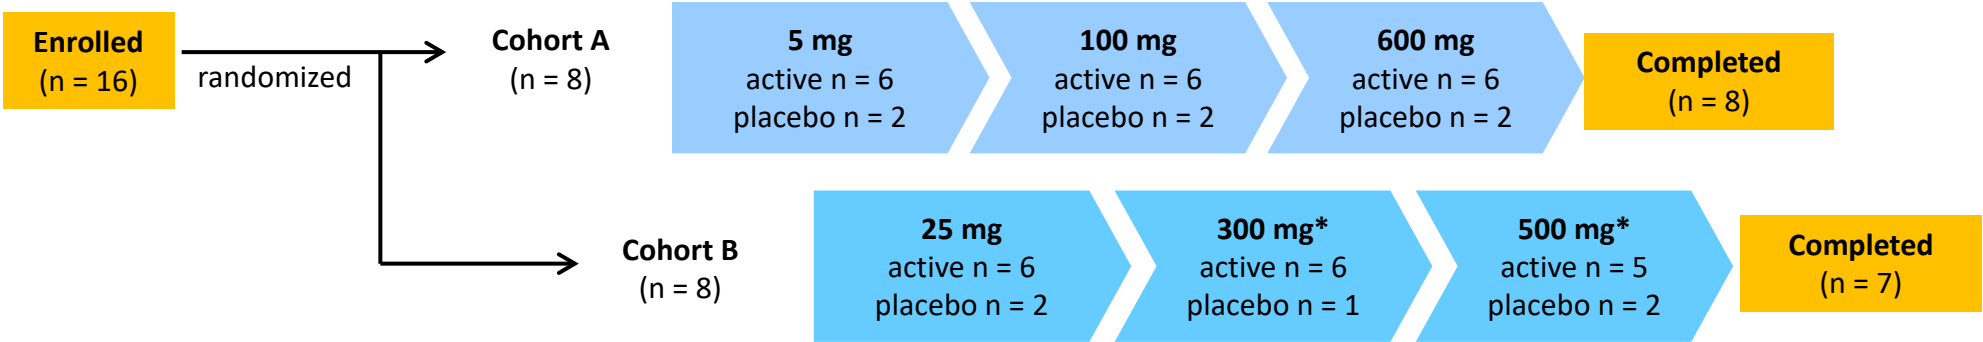 Enrolled
(n = 16)
randomized
Cohort A
(n = 8)
5 mg
active n = 6
placebo n = 2
100 mg
active n = 6
placebo n = 2
600 mg
active n = 6
placebo n = 2
Completed
(n = 8)
Cohort B
(n = 8)
25 mg
active n = 6
placebo n = 2
300 mg*
active n = 6
placebo n = 1
500 mg*
active n = 5
placebo n = 2
Completed
(n = 7)